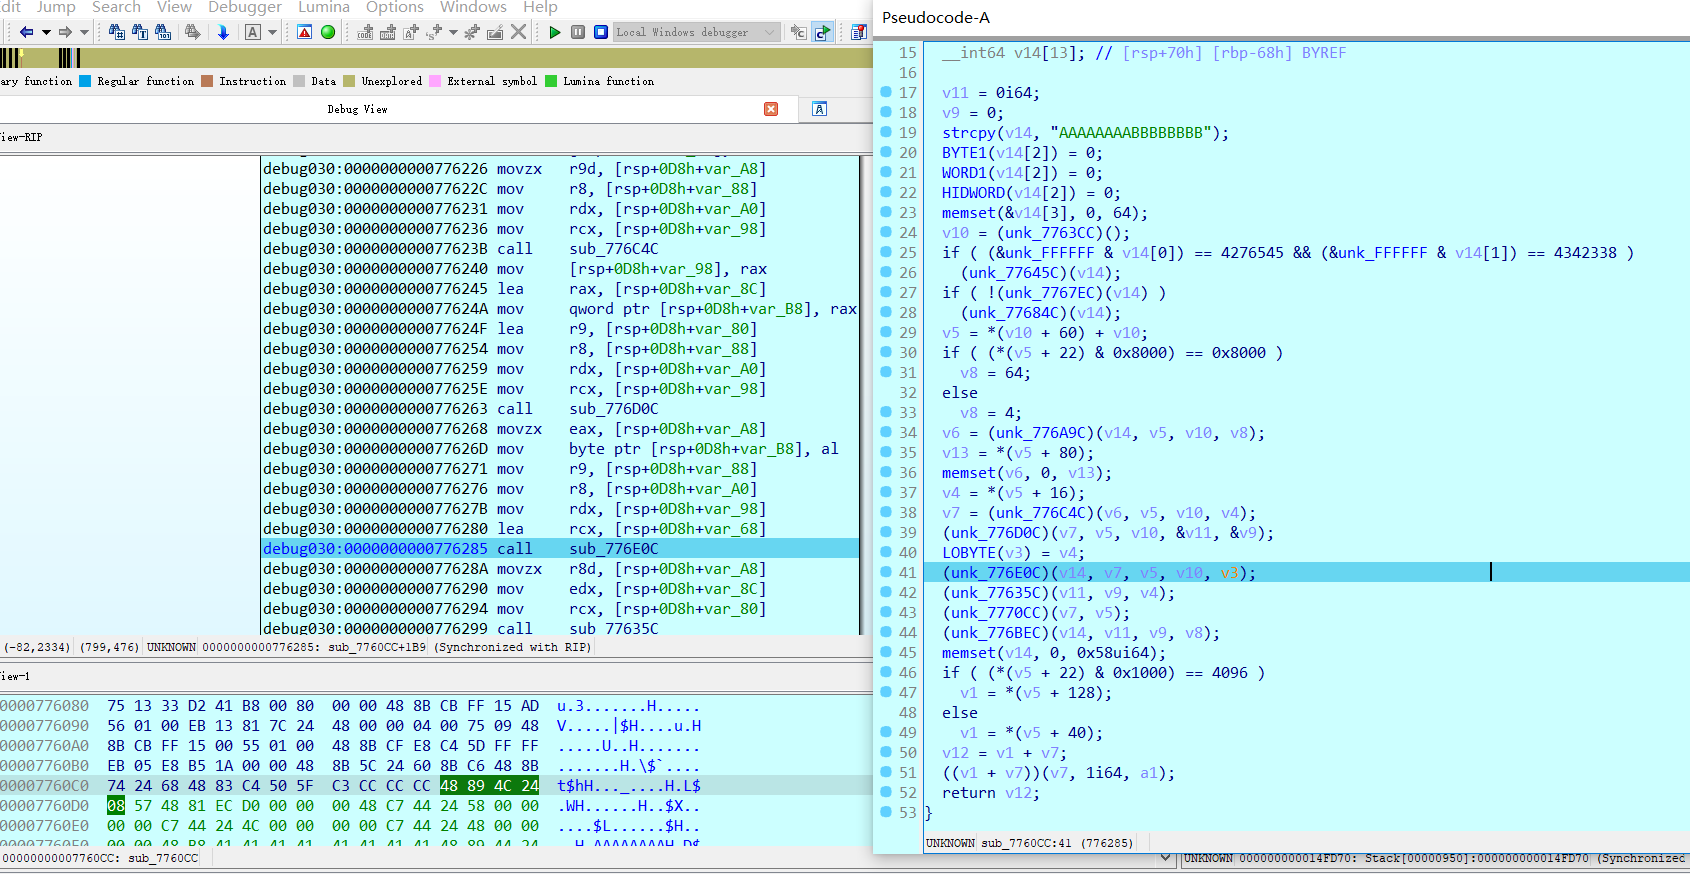 dit Jump Search View Debugger Lumina Options Windows Help
Local Windows debugger
ary function Regular function Instruction Data Unexplored External symbol Lumina function
Debug View
View-RIP
debug030:0000000000776226 movzx r9d, [rsp+0D8h+var_A8]
debug030:000000000077622C mov r8, [rsp+0D8h+var_88]
debug030:0000000000776231 mov rdx, [rsp+0D8h+var_A0]
debug030:0000000000776236 mov rcx, [rsp+0D8h+var_98]
debug030:000000000077623B call sub_776C4C
debug030:0000000000776240 mov [rsp+0D8h+var_98], rax
debug030:0000000000776245 lea rax, [rsp+0D8h+var_8C]
debug030:000000000077624A mov qword ptr [rsp+0D8h+var_B8], rax
debug030:000000000077624F lea r9, [rsp+0D8h+var_80]
debug030:0000000000776254 mov r8, [rsp+0D8h+var_88]
debug030:0000000000776259 mov rdx, [rsp+0D8h+var_A0]
debug030:000000000077625E mov rcx, [rsp+0D8h+var_98]
debug030:0000000000776263 call sub_776D0C
debug030:0000000000776268 movzx eax, [rsp+0D8h+var_A8]
debug030:000000000077626D mov byte ptr [rsp+0D8h+var_B8], al
debug030:0000000000776271 mov r9, [rsp+0D8h+var_88]
debug030:0000000000776276 mov r8, [rsp+0D8h+var_A0]
debug030:000000000077627B mov rdx, [rsp+0D8h+var_98]
debug030:0000000000776280 lea rcx, [rsp+0D8h+var_68]
debug030:0000000000776285 call sub_776E0C
debug030:000000000077628A movzx r8d, [rsp+0D8h+var_A8]
debug030:0000000000776290 mov edx, [rsp+0D8h+var_8C]
debug030:0000000000776294 mov rcx, [rsp+0D8h+var_80]
debug030:0000000000776299 call sub_77635C
(-82,2334) (799,476) UNKNOWN 0000000000776285: sub_7760CC+1B9 (Synchronized with RIP)
iew-1
0000776080 75 13 33 D2 41 B8 00 80 00 00 48 8B CB FF 15 AD u.3.......H.....
0000776090 56 01 00 EB 13 81 7C 24 48 00 00 04 00 75 09 48 V.....|$H....u.H
00007760A0 8B CB FF 15 00 55 01 00 48 8B CF E8 C4 5D FF FF .....U..H.......
00007760B0 EB 05 E8 B5 1A 00 00 48 8B 5C 24 60 8B C6 48 8B .......H.\$`....
00007760C0 74 24 68 48 83 C4 50 5F C3 CC CC CC 48 89 4C 24 t$hH..._....H.L$
00007760D0 08 57 48 81 EC D0 00 00 00 48 C7 44 24 58 00 00 .WH......H..$X..
00007760E0 00 00 C7 44 24 4C 00 00 00 00 C7 44 24 48 00 00 ....$L......$H..
00007760F0 00 48 B8 41 41 41 41 41 41 41 41 48 89 44 24 .H.AAAAAAAAH.D$
00000000007760CC: sub_7760CC
Pseudocode-A
15 __int64 v14[13]; // [rsp+70h] [rbp-68h] BYREF
16
17 v11 = 0i64;
18 v9 = 0;
19 strcpy(v14, "AAAAAAAABBBBBBBB");
20 BYTE1(v14[2]) = 0;
21 WORD1(v14[2]) = 0;
22 HIDWORD(v14[2]) = 0;
23 memset(&v14[3], 0, 64);
24 v10 = (unk_7763CC)();
25 if ( (&unk_FFFFFF & v14[0]) == 4276545 && (&unk_FFFFFF & v14[1]) == 4342338 )
26 (unk_77645C)(v14);
27 if ( !(unk_7767EC)(v14) )
28 (unk_77684C)(v14);
29 v5 = *(v10 + 60) + v10;
30 if ( (*(v5 + 22) & 0x8000) == 0x8000 )
31 v8 = 64;
32 else
33 v8 = 4;
34 v6 = (unk_776A9C)(v14, v5, v10, v8);
35 v13 = *(v5 + 80);
36 memset(v6, 0, v13);
37 v4 = *(v5 + 16);
38 v7 = (unk_776C4C)(v6, v5, v10, v4);
39 (unk_776D0C)(v7, v5, v10, &v11, &v9);
40 LOBYTE(v3) = v4;
41 (unk_776E0C)(v14, v7, v5, v10, v3);
42 (unk_77635C)(v11, v9, v4);
43 (unk_7770CC)(v7, v5);
44 (unk_776BEC)(v14, v11, v9, v8);
45 memset(v14, 0, 0x58ui64);
46 if ( (*(v5 + 22) & 0x1000) == 4096 )
47 v1 = *(v5 + 128);
48 else
49 v1 = *(v5 + 40);
50 v12 = v1 + v7;
51 ((v1 + v7))(v7, 1i64, a1);
52 return v12;
53 }
UNKNOWN sub_7760CC:41 (776285)
UNKNOWN 000000000014FD70: Stack[00000950]:000000000014FD70 (Synchronized